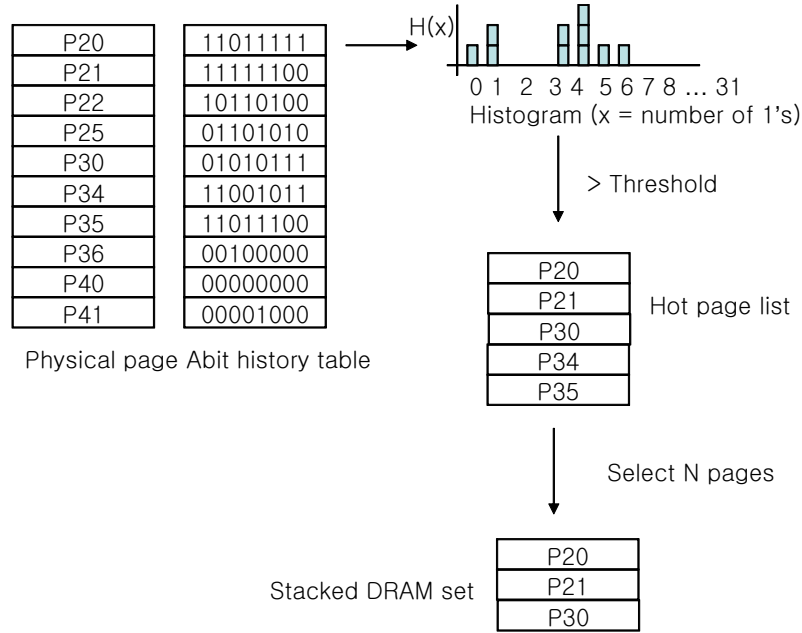 P20 11011111
P21 11111100
P22 10110100
P25 01101010
P30 01010111
P34 11001011
P35 11011100
P36 00100000
P40 00000000
P41 00001000
Physical page Abit history table
H(x)
0 1 2 3 4 5 6 7 8 ... 31
Histogram (x = number of 1's)
> Threshold
P20
P21
P30
P34
P35
Hot page list
Select N pages
Stacked DRAM set
P20
P21
P30